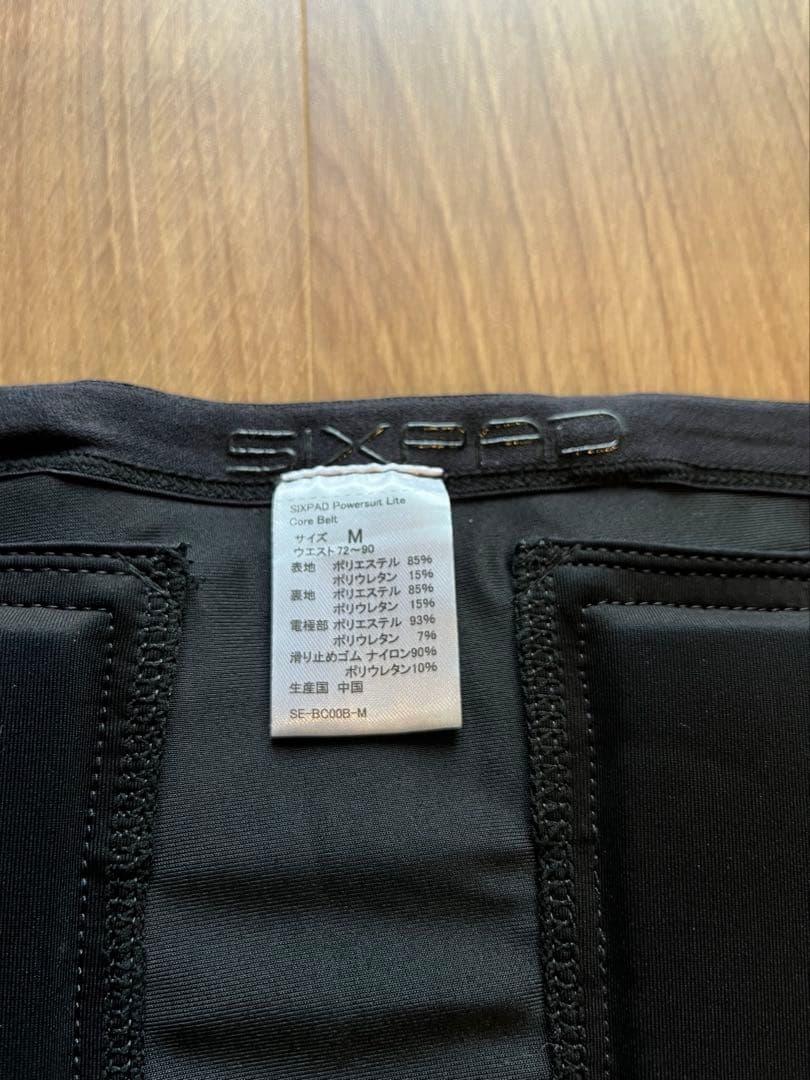 SIXPAD
SIXPAD Powersuit Lite
Core Belt
サイズ M
ウエスト72～90
表地 ポリエステル 85%
ポリウレタン 15%
裏地 ポリエステル 85%
ポリウレタン 15%
電極部 ポリエステル 93%
ポリウレタン 7%
滑り止めゴム ナイロン90%
ポリウレタン10%
生産国 中国
SE-BC00B-M